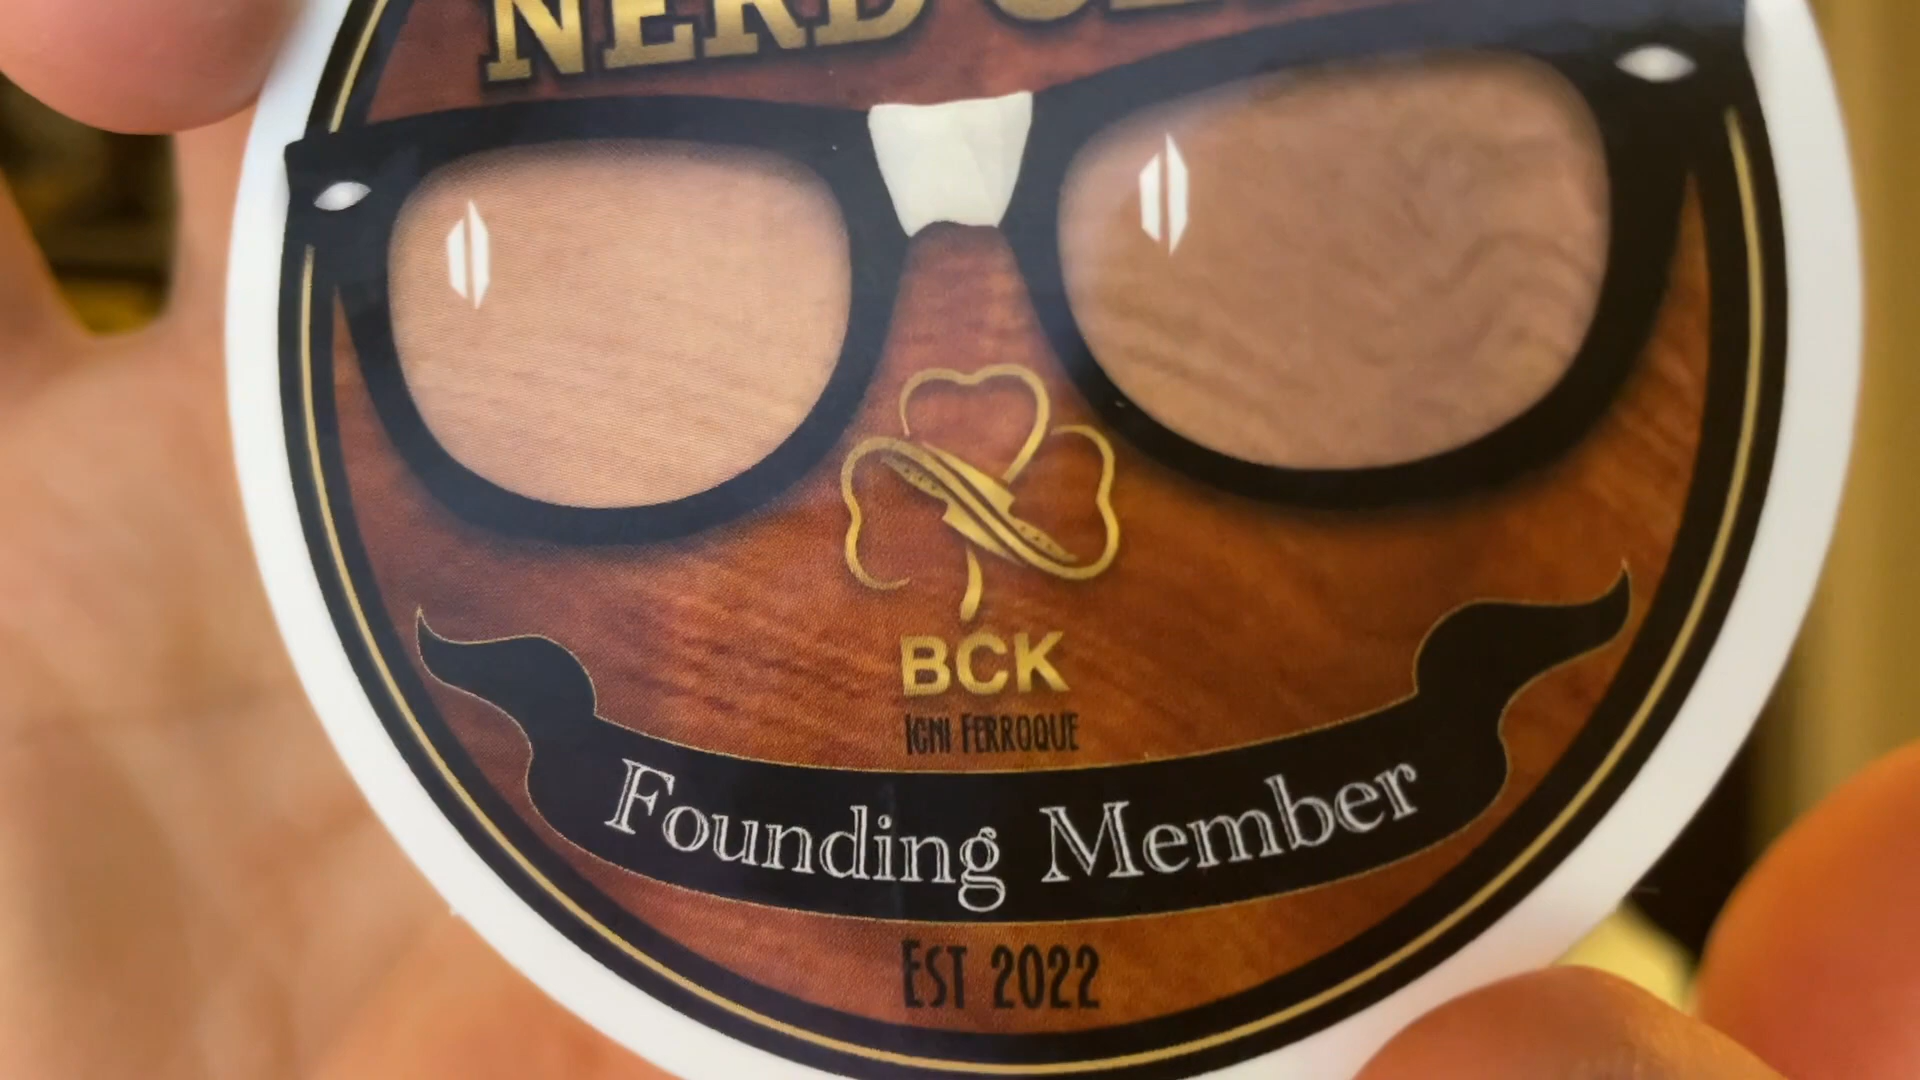 NERD
BCK
IGNI FERROQUE
Founding Member
EST 2022